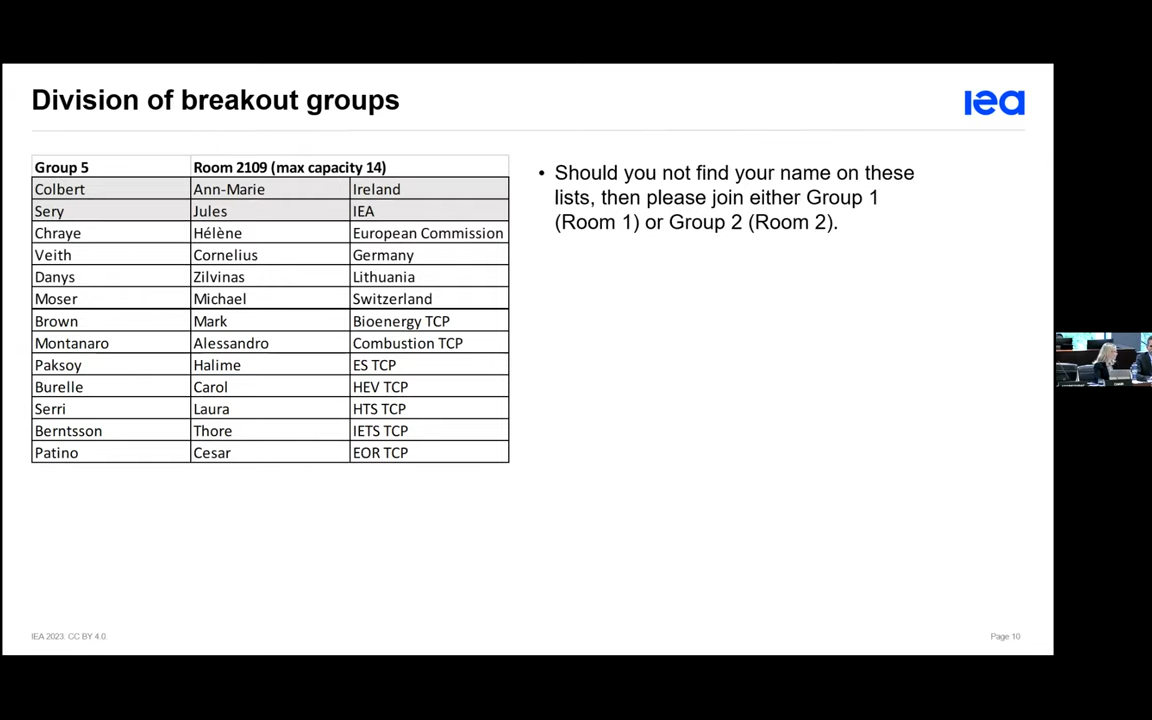 Division of breakout groups
iea
Group 5 Room 2109 (max capacity 14)
Colbert Ann-Marie Ireland
Sery Jules IEA
Chraye Hélène European Commission
Veith Cornelius Germany
Danys Zilvinas Lithuania
Moser Michael Switzerland
Brown Mark Bioenergy TCP
Montanaro Alessandro Combustion TCP
Paksoy Halime ES TCP
Burelle Carol HEV TCP
Serri Laura HTS TCP
Berntsson Thore IETS TCP
Patino Cesar EOR TCP
• Should you not find your name on these
lists, then please join either Group 1
(Room 1) or Group 2 (Room 2).
IEA 2023. CC BY 4.0.
Page 10